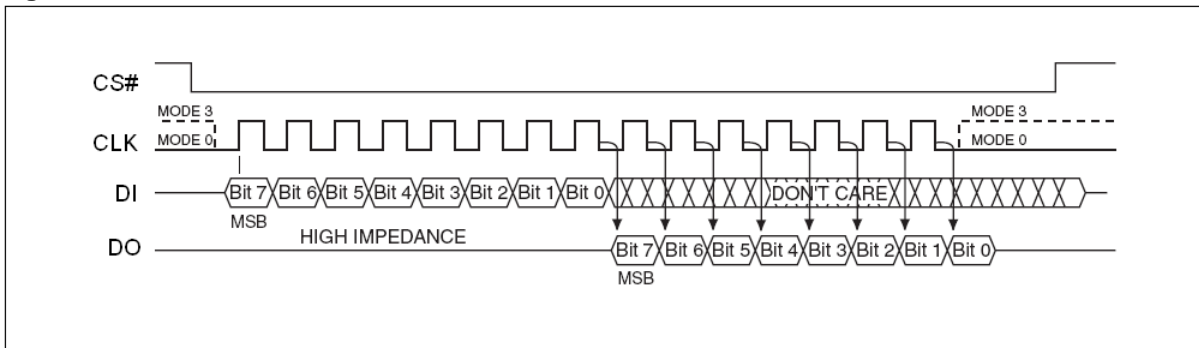 CS#
MODE 3 MODE 3
CLK MODE 0 MODE 0
DI Bit 7 Bit 6 Bit 5 Bit 4 Bit 3 Bit 2 Bit 1 Bit 0 DON'T CARE
MSB
HIGH IMPEDANCE
DO Bit 7 Bit 6 Bit 5 Bit 4 Bit 3 Bit 2 Bit 1 Bit 0
MSB